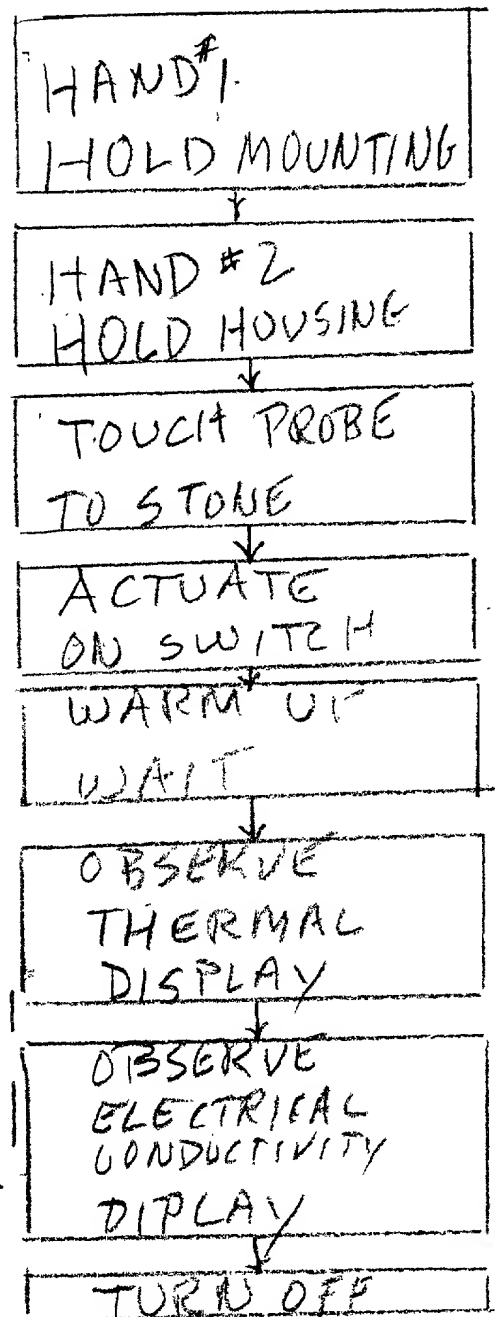 HAND #1
HOLD MOUNTING
HAND #2
HOLD HOUSING
TOUCH PROBE
TO STONE
ACTUATE
ON SWITCH
WARM UP
WAIT
OBSERVE
THERMAL
DISPLAY
OBSERVE
ELECTRICAL
CONDUCTIVITY
DIPLAY
TURN OFF